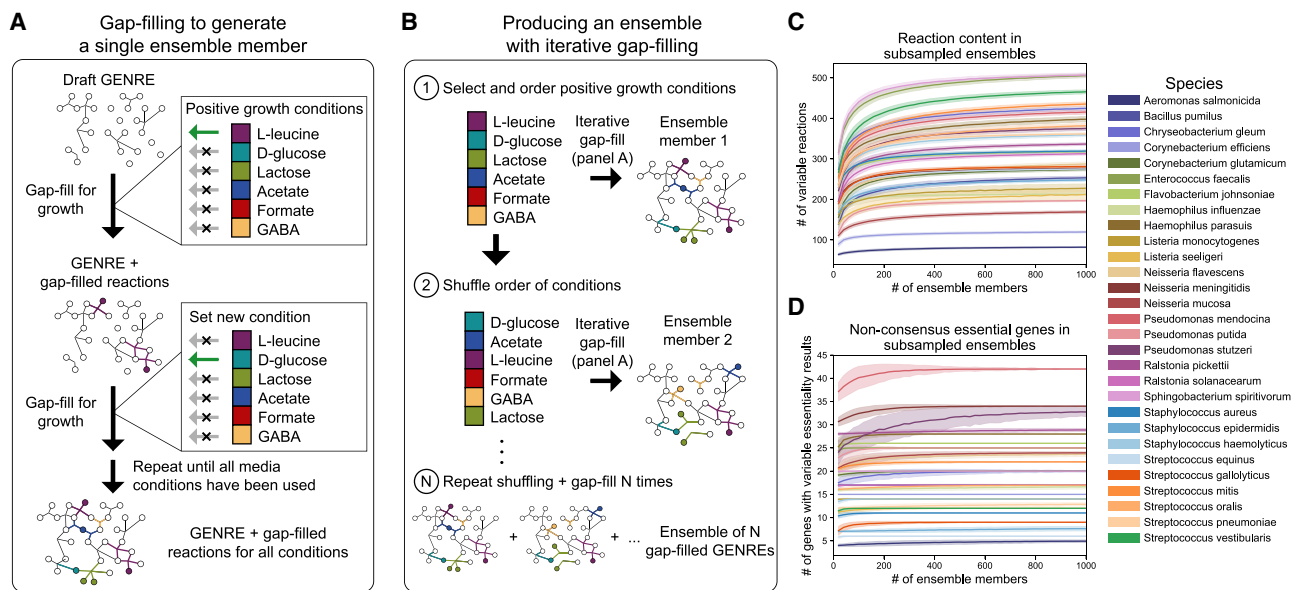 A
Gap-filling to generate
a single ensemble member
Draft GENRE
Positive growth conditions
L-leucine
D-glucose
Lactose
Acetate
Formate
GABA
Gap-fill for
growth
GENRE +
gap-filled reactions
Set new condition
L-leucine
D-glucose
Lactose
Acetate
Formate
GABA
Gap-fill for
growth
Repeat until all media
conditions have been used
GENRE + gap-filled
reactions for all conditions
B
Producing an ensemble
with iterative gap-filling
1 Select and order positive growth conditions
L-leucine
D-glucose
Lactose
Acetate
Formate
GABA
Iterative
gap-fill
(panel A)
Ensemble
member 1
2 Shuffle order of conditions
D-glucose
Acetate
L-leucine
Formate
GABA
Lactose
Iterative
gap-fill
(panel A)
Ensemble
member 2
N Repeat shuffling + gap-fill N times
+ + ...
Ensemble of N
gap-filled GENREs
C
Reaction content in
subsampled ensembles
# of variable reactions
500
400
300
200
100
0 200 400 600 800 1000
# of ensemble members
D
Non-consensus essential genes in
subsampled ensembles
# of genes with variable essentiality results
45
40
35
30
25
20
15
10
5
0 200 400 600 800 1000
# of ensemble members
Species
Aeromonas salmonicida
Bacillus pumilus
Chryseobacterium gleum
Corynebacterium efficiens
Corynebacterium glutamicum
Enterococcus faecalis
Flavobacterium johnsoniae
Haemophilus influenzae
Haemophilus parasuis
Listeria monocytogenes
Listeria seeligeri
Neisseria flavescens
Neisseria meningitidis
Neisseria mucosa
Pseudomonas mendocina
Pseudomonas putida
Pseudomonas stutzeri
Ralstonia pickettii
Ralstonia solanacearum
Sphingobacterium spiritivorum
Staphylococcus aureus
Staphylococcus epidermidis
Staphylococcus haemolyticus
Streptococcus equinus
Streptococcus gallolyticus
Streptococcus mitis
Streptococcus oralis
Streptococcus pneumoniae
Streptococcus vestibularis